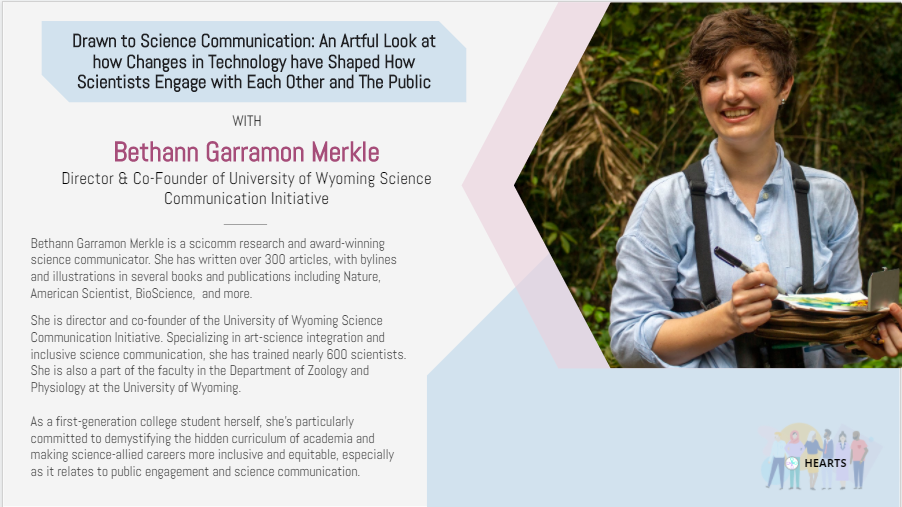 Drawn to Science Communication: An Artful Look at
how Changes in Technology have Shaped How
Scientists Engage with Each Other and The Public
WITH
Bethann Garramon Merkle
Director & Co-Founder of University of Wyoming Science
Communication Initiative
Bethann Garramon Merkle is a scicomm research and award-winning
science communicator. She has written over 300 articles, with bylines
and illustrations in several books and publications including Nature,
American Scientist, BioScience,  and more.
She is director and co-founder of the University of Wyoming Science
Communication Initiative. Specializing in art-science integration and
inclusive science communication, she has trained nearly 600 scientists.
She is also a part of the faculty in the Department of Zoology and
Physiology at the University of Wyoming.
As a first-generation college student herself, she's particularly
committed to demystifying the hidden curriculum of academia and
making science-allied careers more inclusive and equitable, especially
as it relates to public engagement and science communication.
HEARTS